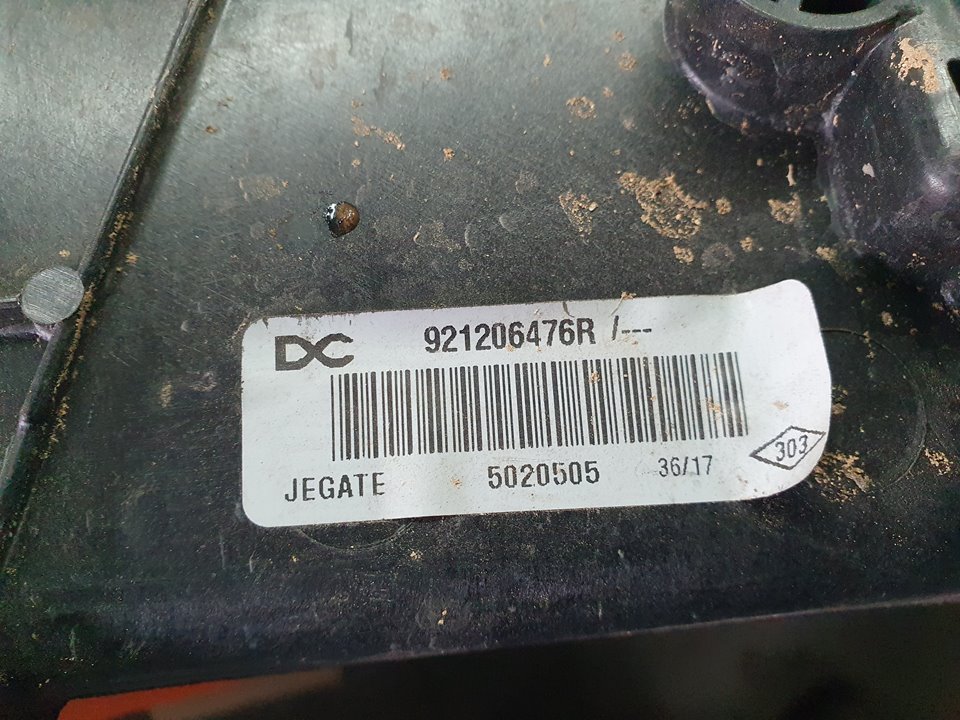 DC 921206476R /---
JEGATE 5020505 36/17 303